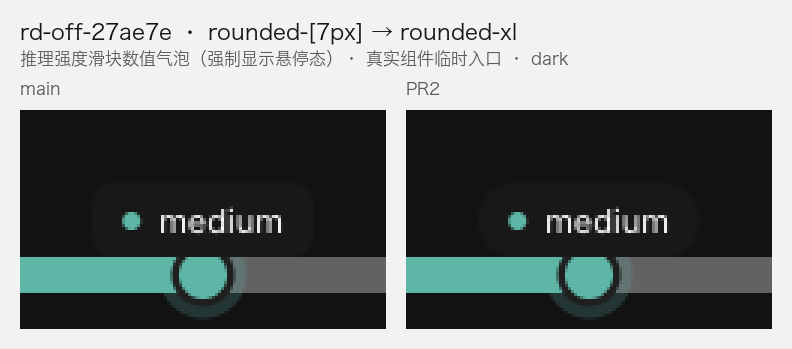 rd-off-27ae7e · rounded-[7px] → rounded-xl
推理强度滑块数值气泡（强制显示悬停态）· 真实组件临时入口 · dark
main
PR2
medium
medium